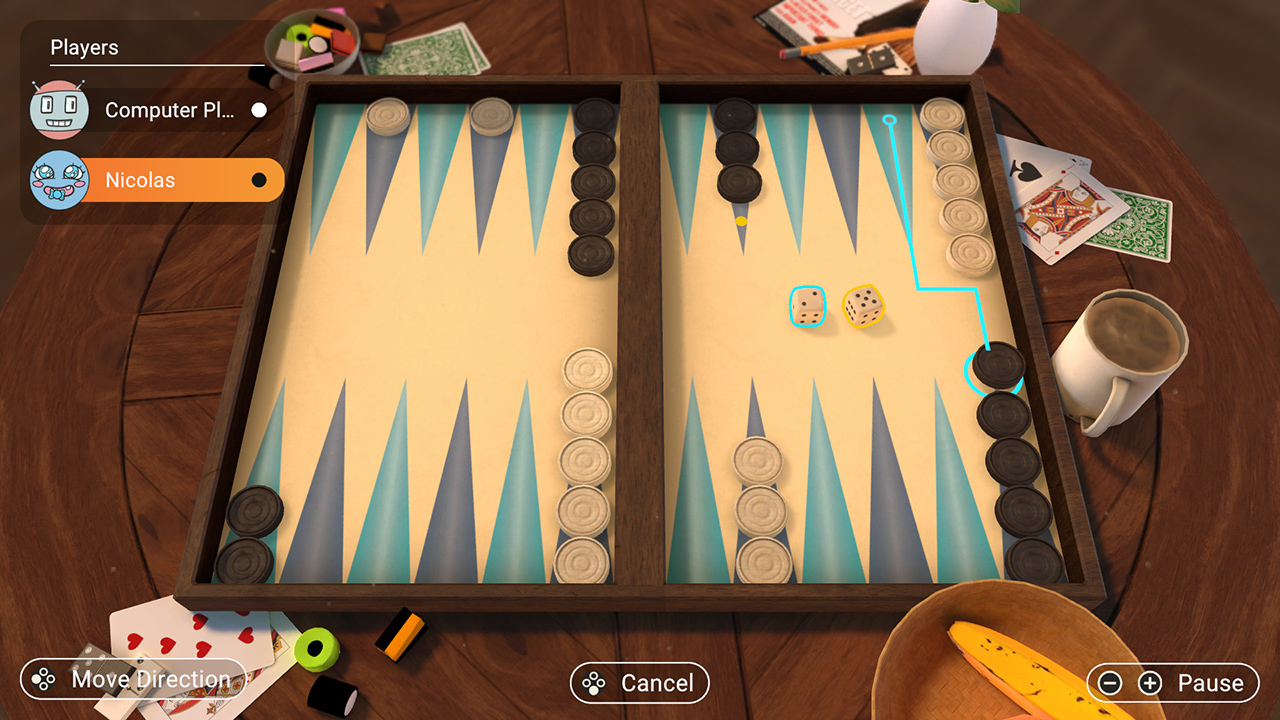 Players
Computer Pl...
Nicolas
Move Direction
Cancel
Pause